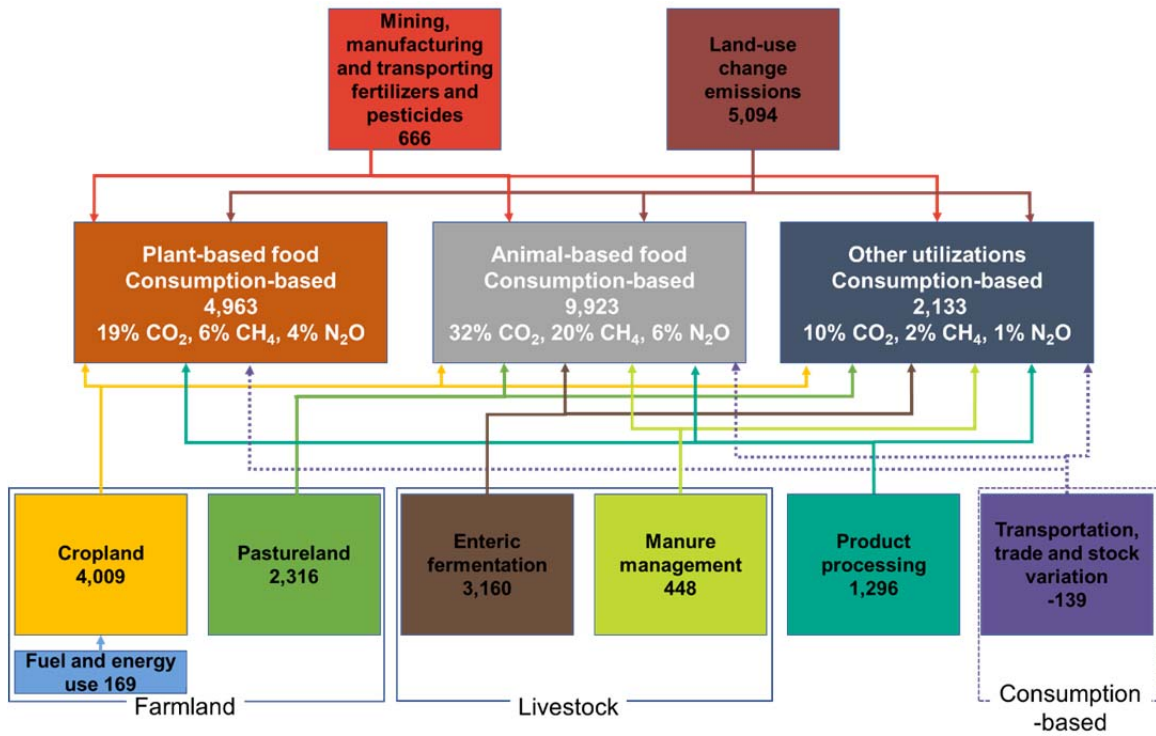 Mining,
manufacturing
and transporting
fertilizers and
pesticides
666
Land-use
change
emissions
5,094
Plant-based food
Consumption-based
4,963
19% CO₂, 6% CH₄, 4% N₂O
Animal-based food
Consumption-based
9,923
32% CO₂, 20% CH₄, 6% N₂O
Other utilizations
Consumption-based
2,133
10% CO₂, 2% CH₄, 1% N₂O
Cropland
4,009
Pastureland
2,316
Enteric
fermentation
3,160
Manure
management
448
Product
processing
1,296
Transportation,
trade and stock
variation
-139
Fuel and energy
use 169
Farmland
Livestock
Consumption
-based